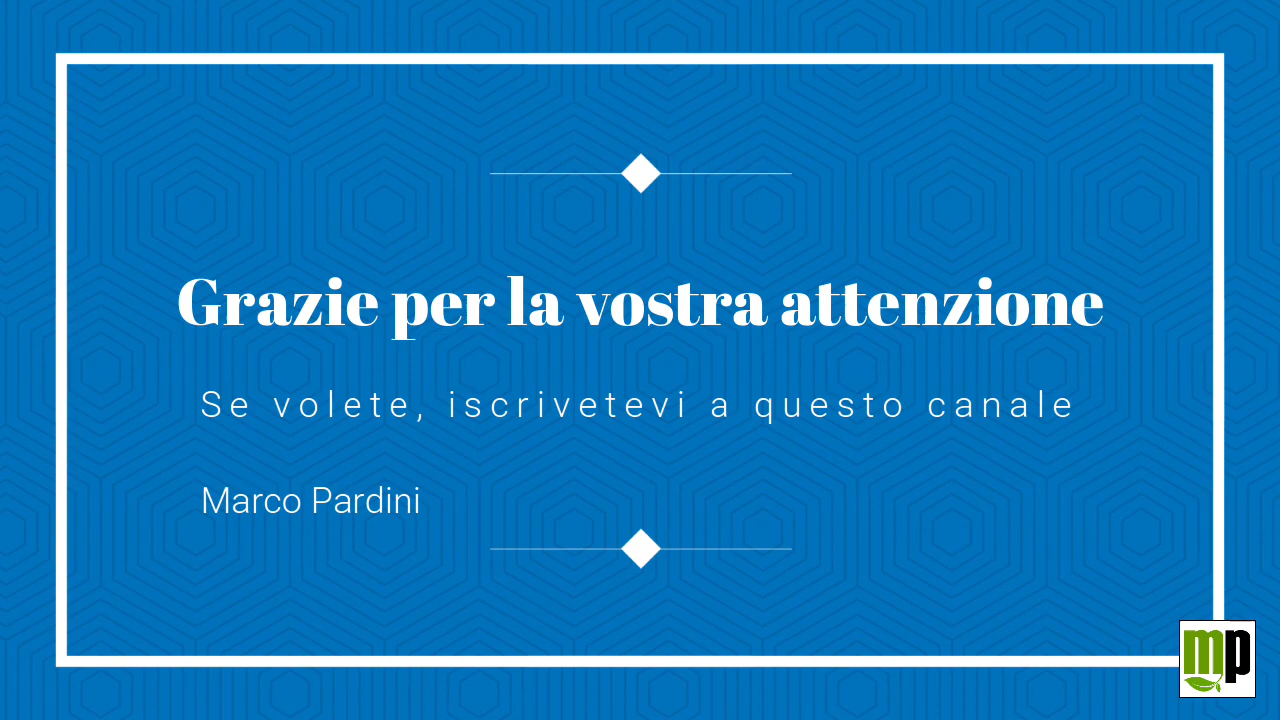 Grazie per la vostra attenzione
Se volete, iscrivetevi a questo canale
Marco Pardini
mp